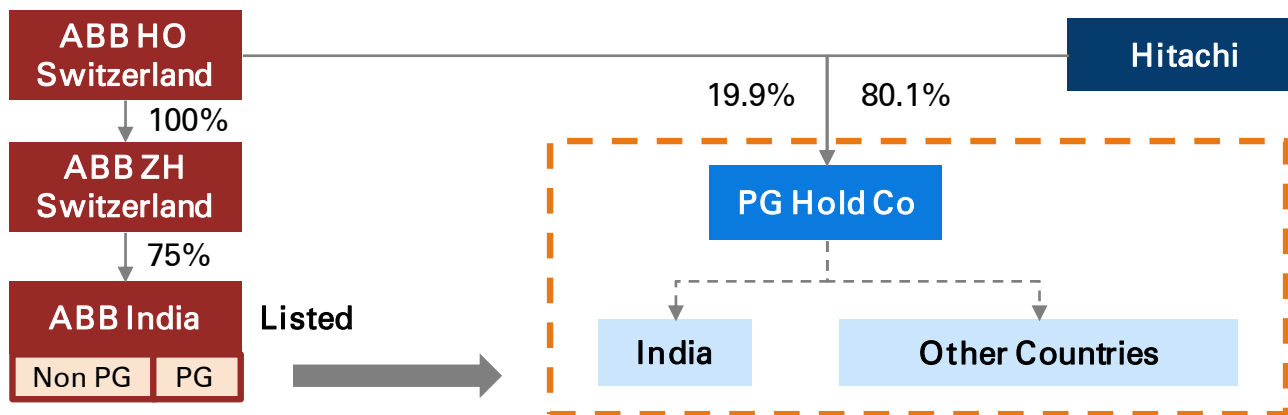 ABB HO
Switzerland
Hitachi
19.9%
80.1%
100%
ABB ZH
Switzerland
PG Hold Co
75%
ABB India
Listed
India
Other Countries
Non PG
PG